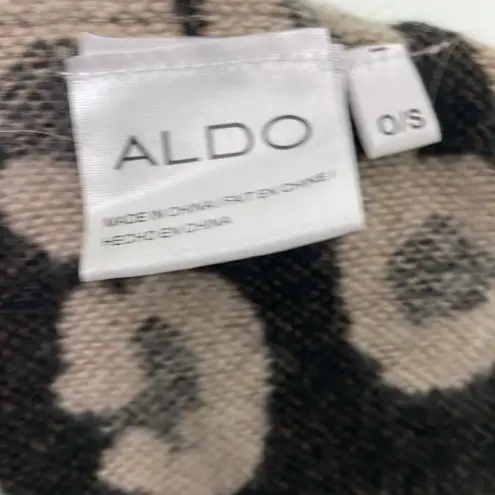 ALDO
O/S
MADE IN CHINA / FAIT EN CHINE /
HECHO EN CHINA